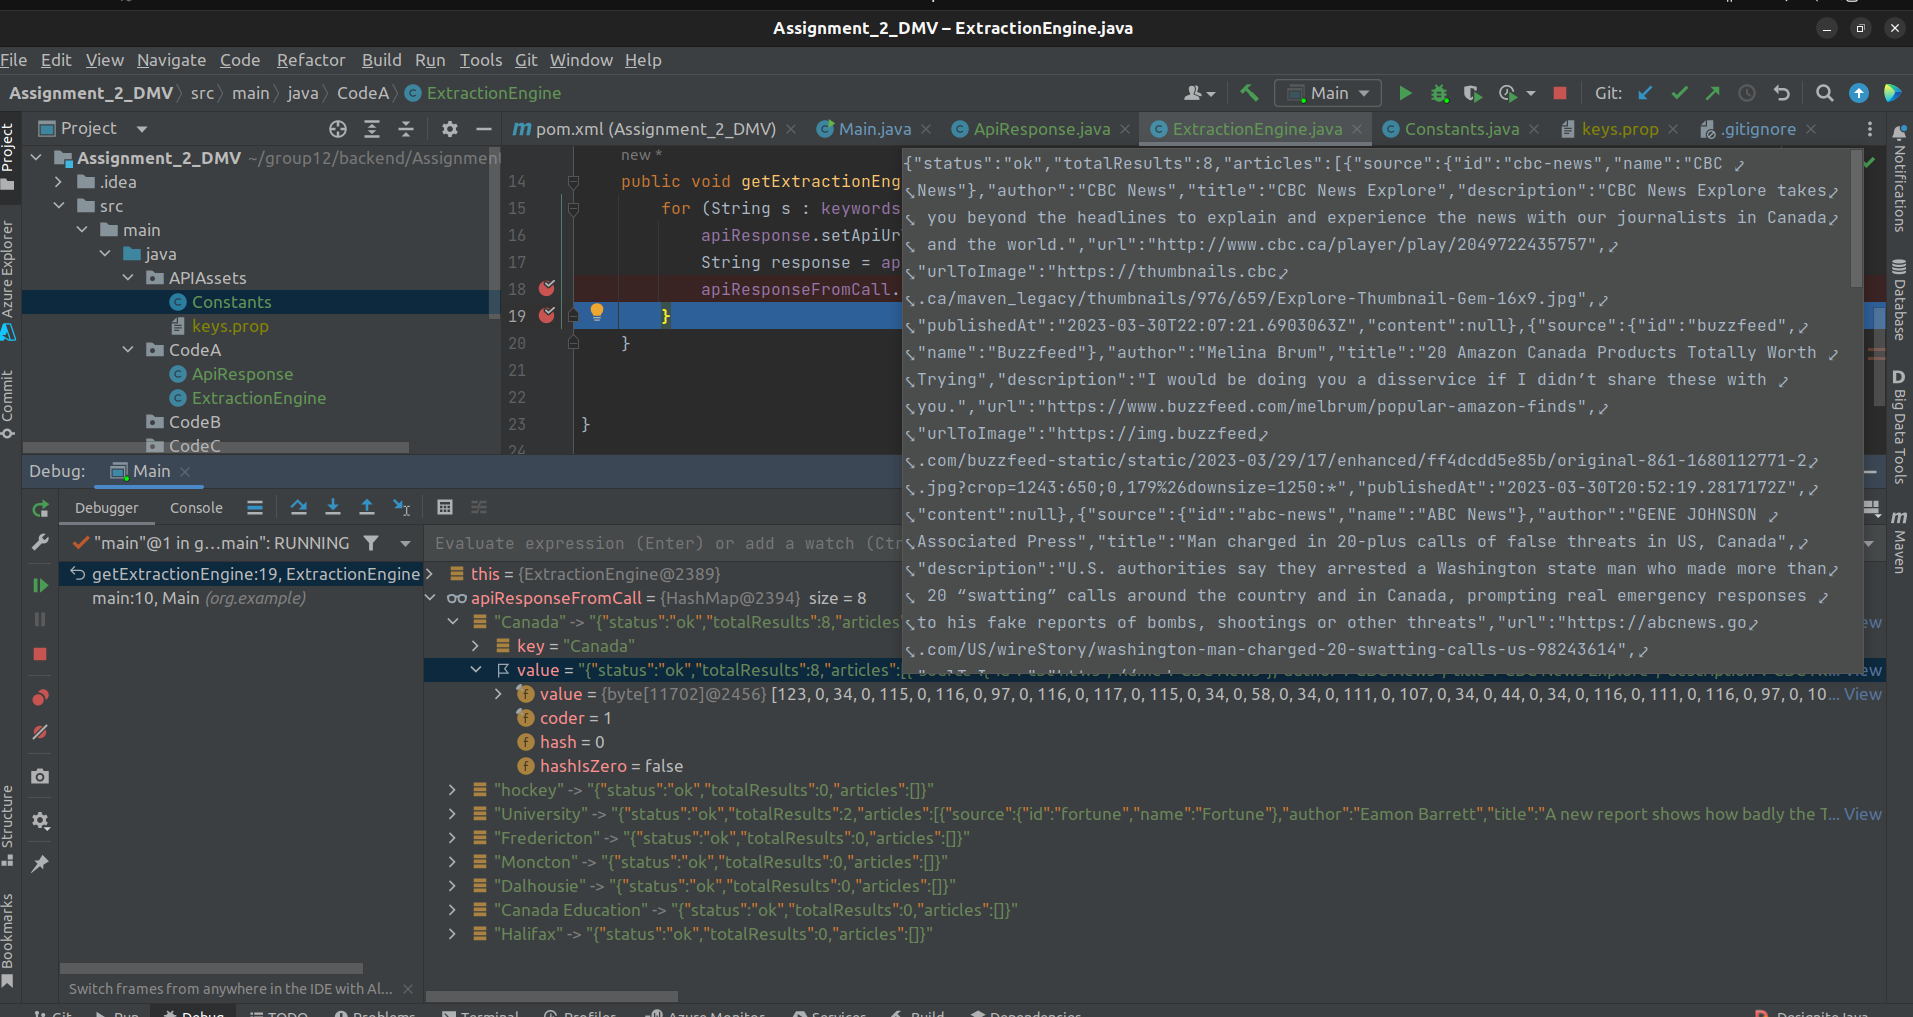 Assignment_2_DMV – ExtractionEngine.java
File Edit View Navigate Code Refactor Build Run Tools Git Window Help
Assignment_2_DMV src main java CodeA ExtractionEngine
Main
Git:
Project
pom.xml (Assignment_2_DMV)
Main.java
ApiResponse.java
ExtractionEngine.java
Constants.java
keys.prop
.gitignore
Project
Azure Explorer
Commit
Structure
Bookmarks
Notifications
Database
D Big Data Tools
Maven
Assignment_2_DMV ~/group12/backend/Assignment
.idea
src
main
java
APIAssets
Constants
keys.prop
CodeA
ApiResponse
ExtractionEngine
CodeB
CodeC
new *
14 public void getExtractionEng
15 for (String s : keywords
16 apiResponse.setApiUr
17 String response = ap
18 apiResponseFromCall.
19 }
20 }
21
22
23 }
24
{"status":"ok","totalResults":8,"articles":[{"source":{"id":"cbc-news","name":"CBC
News"},"author":"CBC News","title":"CBC News Explore","description":"CBC News Explore takes
you beyond the headlines to explain and experience the news with our journalists in Canada
and the world.","url":"http://www.cbc.ca/player/play/2049722435757",
"urlToImage":"https://thumbnails.cbc
.ca/maven_legacy/thumbnails/976/659/Explore-Thumbnail-Gem-16x9.jpg",
"publishedAt":"2023-03-30T22:07:21.6903063Z","content":null},{"source":{"id":"buzzfeed",
"name":"Buzzfeed"},"author":"Melina Brum","title":"20 Amazon Canada Products Totally Worth
Trying","description":"I would be doing you a disservice if I didn’t share these with
you.","url":"https://www.buzzfeed.com/melbrum/popular-amazon-finds",
"urlToImage":"https://img.buzzfeed
.com/buzzfeed-static/static/2023-03/29/17/enhanced/ff4dcdd5e85b/original-861-1680112771-2
.jpg?crop=1243:650;0,179%26downsize=1250:*","publishedAt":"2023-03-30T20:52:19.2817172Z",
"content":null},{"source":{"id":"abc-news","name":"ABC News"},"author":"GENE JOHNSON
Associated Press","title":"Man charged in 20-plus calls of false threats in US, Canada",
"description":"U.S. authorities say they arrested a Washington state man who made more than
20 “swatting” calls around the country and in Canada, prompting real emergency responses
to his fake reports of bombs, shootings or other threats","url":"https://abcnews.go
.com/US/wireStory/washington-man-charged-20-swatting-calls-us-98243614",
Debug: Main
Debugger Console
"main"@1 in g...main": RUNNING
Evaluate expression (Enter) or add a watch (Ctr
getExtractionEngine:19, ExtractionEngine
main:10, Main (org.example)
this = {ExtractionEngine@2389}
apiResponseFromCall = {HashMap@2394} size = 8
"Canada" -> "{"status":"ok","totalResults":8,"articles
key = "Canada"
value = "{"status":"ok","totalResults":8,"articles":
value = {byte[11702]@2456} [123, 0, 34, 0, 115, 0, 116, 0, 97, 0, 116, 0, 117, 0, 115, 0, 34, 0, 58, 0, 34, 0, 111, 0, 107, 0, 34, 0, 44, 0, 34, 0, 116, 0, 111, 0, 116, 0, 97, 0, 10... View
coder = 1
hash = 0
hashIsZero = false
"hockey" -> "{"status":"ok","totalResults":0,"articles":[]}"
"University" -> "{"status":"ok","totalResults":2,"articles":[{"source":{"id":"fortune","name":"Fortune"},"author":"Eamon Barrett","title":"A new report shows how badly the T... View
"Fredericton" -> "{"status":"ok","totalResults":0,"articles":[]}"
"Moncton" -> "{"status":"ok","totalResults":0,"articles":[]}"
"Dalhousie" -> "{"status":"ok","totalResults":0,"articles":[]}"
"Canada Education" -> "{"status":"ok","totalResults":0,"articles":[]}"
"Halifax" -> "{"status":"ok","totalResults":0,"articles":[]}"
Switch frames from anywhere in the IDE with Al...
Git Run Debug TODO Problems Terminal Profiler Azure Monitor Services Build Dependencies Designite Java